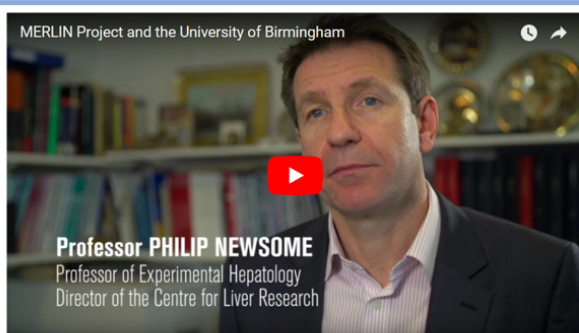 MERLIN Project and the University of Birmingham
Professor PHILIP NEWSOME
Professor of Experimental Hepatology
Director of the Centre for Liver Research